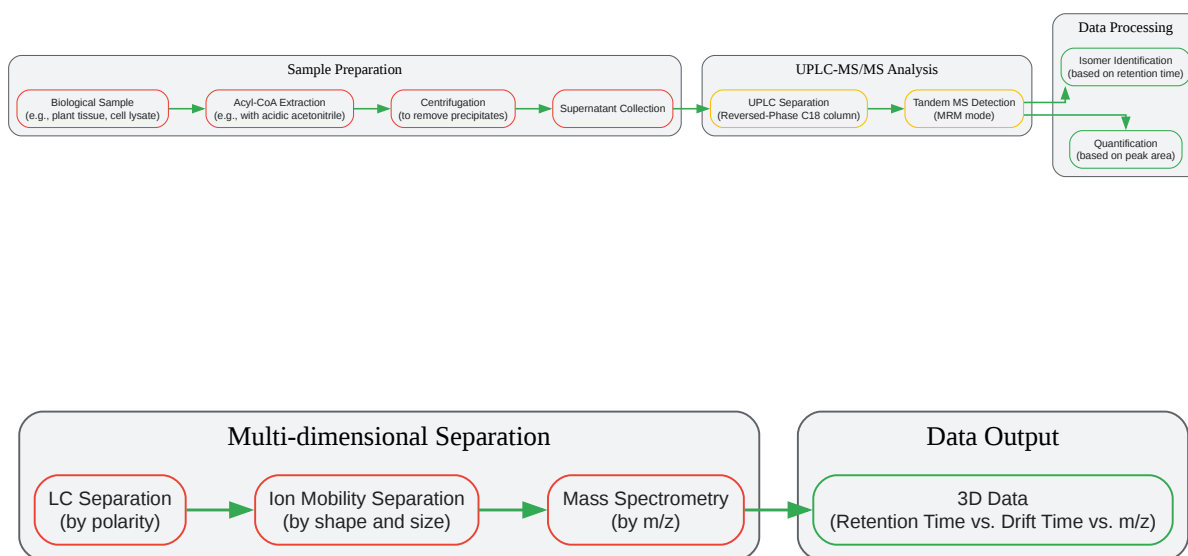 Data Processing
Sample Preparation
UPLC-MS/MS Analysis
Isomer Identification
(based on retention time)
Biological Sample
(e.g., plant tissue, cell lysate)
Acyl-CoA Extraction
(e.g., with acidic acetonitrile)
Centrifugation
(to remove precipitates)
Supernatant Collection
UPLC Separation
(Reversed-Phase C18 column)
Tandem MS Detection
(MRM mode)
Quantification
(based on peak area)
Multi-dimensional Separation
Data Output
LC Separation
(by polarity)
Ion Mobility Separation
(by shape and size)
Mass Spectrometry
(by m/z)
3D Data
(Retention Time vs. Drift Time vs. m/z)